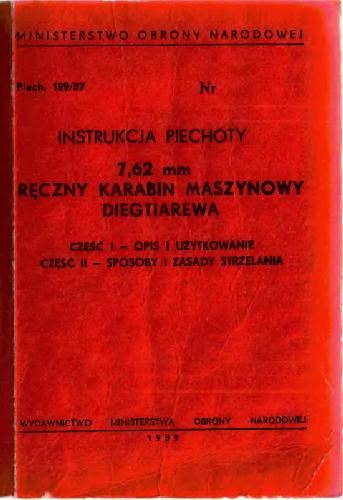 MINISTERSTWO OBRONY NARODOWEJ
Piech. 129/57 Nr
INSTRUKCJA PIECHOTY
7,62 mm
RĘCZNY KARABIN MASZYNOWY
DIEGTIAREWA
CZĘŚĆ I – OPIS I UŻYTKOWANIE
CZĘŚĆ II – SPOSOBY I ZASADY STRZELANIA
WYDAWNICTWO MINISTERSTWA OBRONY NARODOWEJ